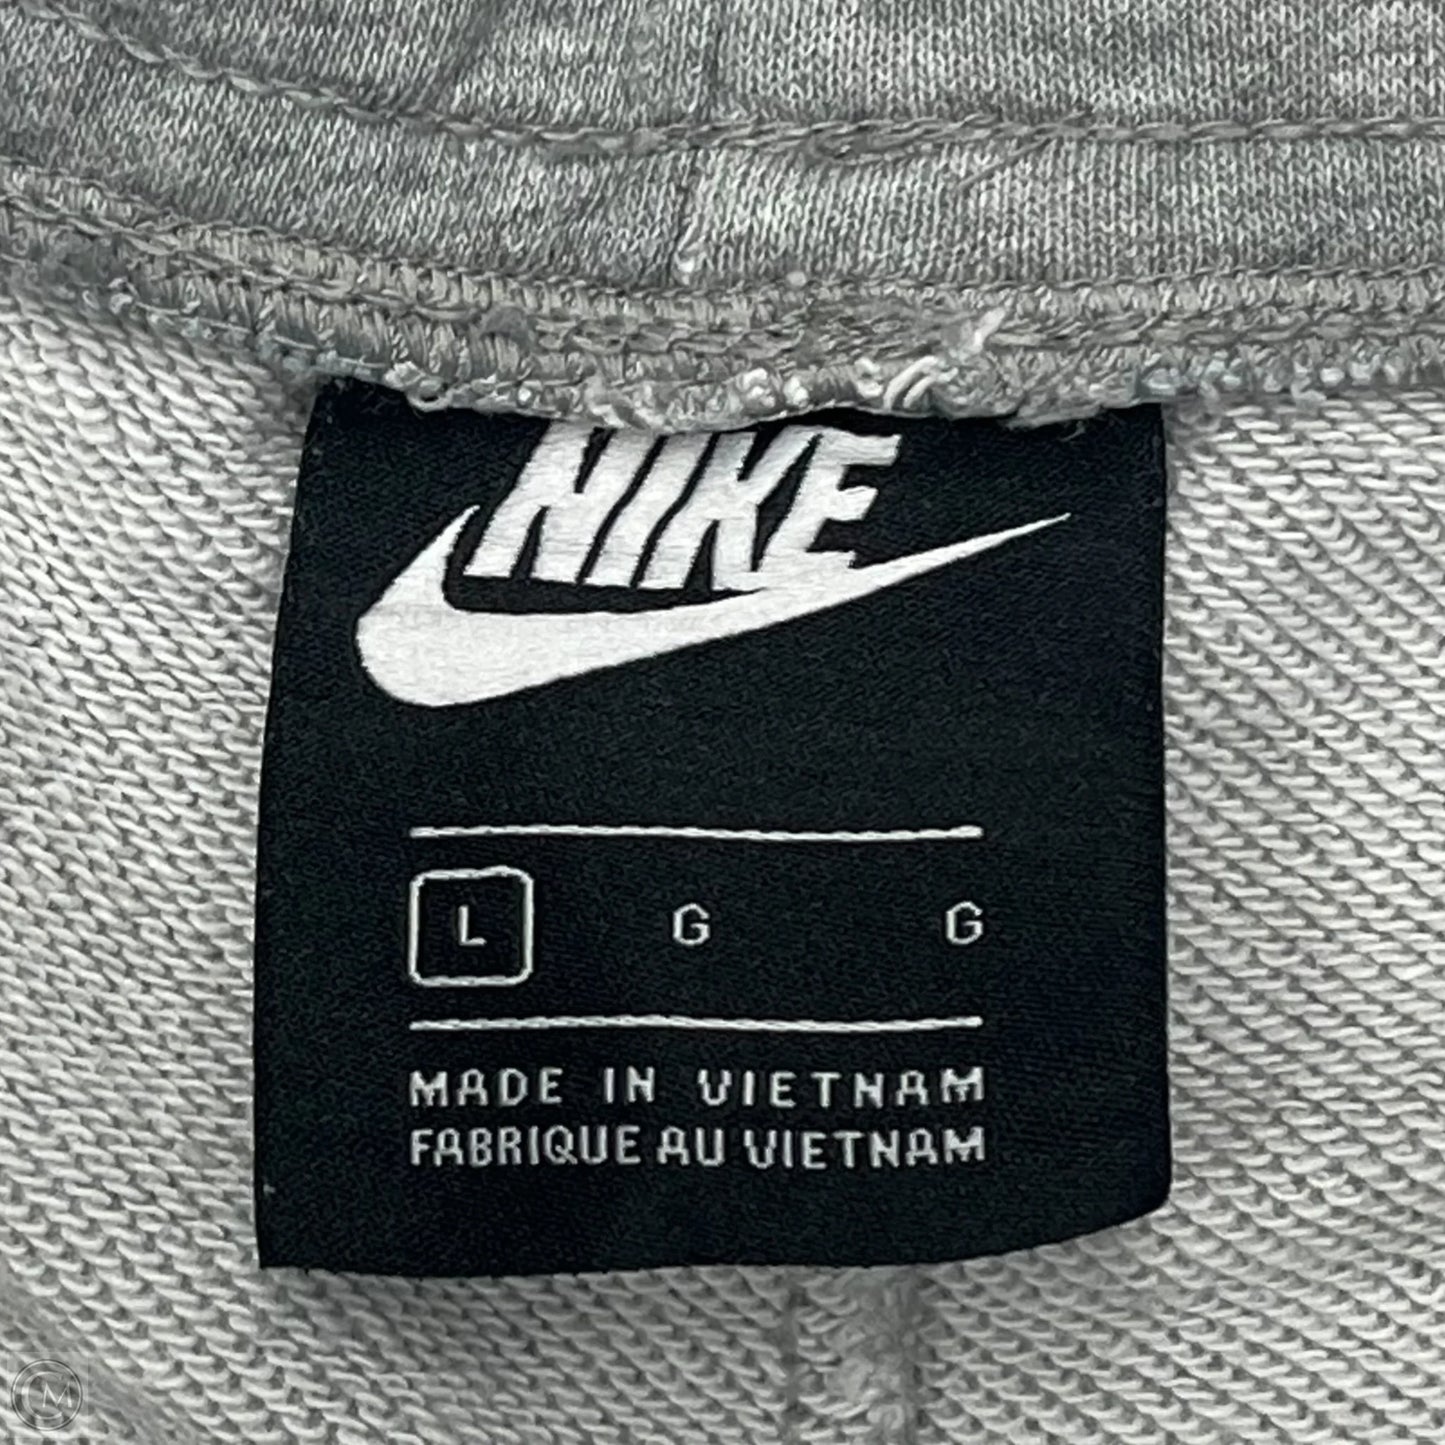 NIKE
L G G
MADE IN VIETNAM
FABRIQUE AU VIETNAM